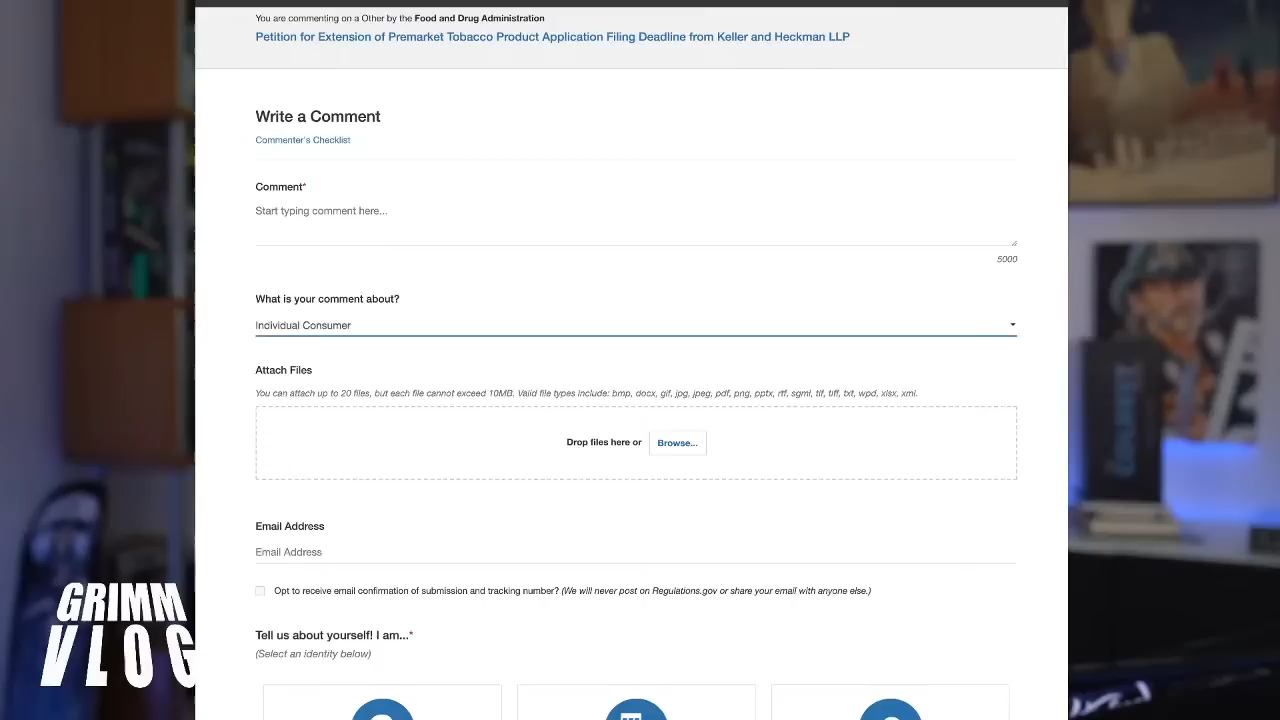 You are commenting on a Other by the Food and Drug Administration
Petition for Extension of Premarket Tobacco Product Application Filing Deadline from Keller and Heckman LLP
Write a Comment
Commenter's Checklist
Comment*
Start typing comment here...
5000
What is your comment about?
Individual Consumer
Attach Files
You can attach up to 20 files, but each file cannot exceed 10MB. Valid file types include: bmp, docx, gif, jpg, jpeg, pdf, png, pptx, rtf, sgml, tif, tiff, txt, wpd, xlsx, xml.
Drop files here or Browse...
Email Address
Email Address
Opt to receive email confirmation of submission and tracking number? (We will never post on Regulations.gov or share your email with anyone else.)
Tell us about yourself! I am...*
(Select an identity below)
GRIMM
VLOG